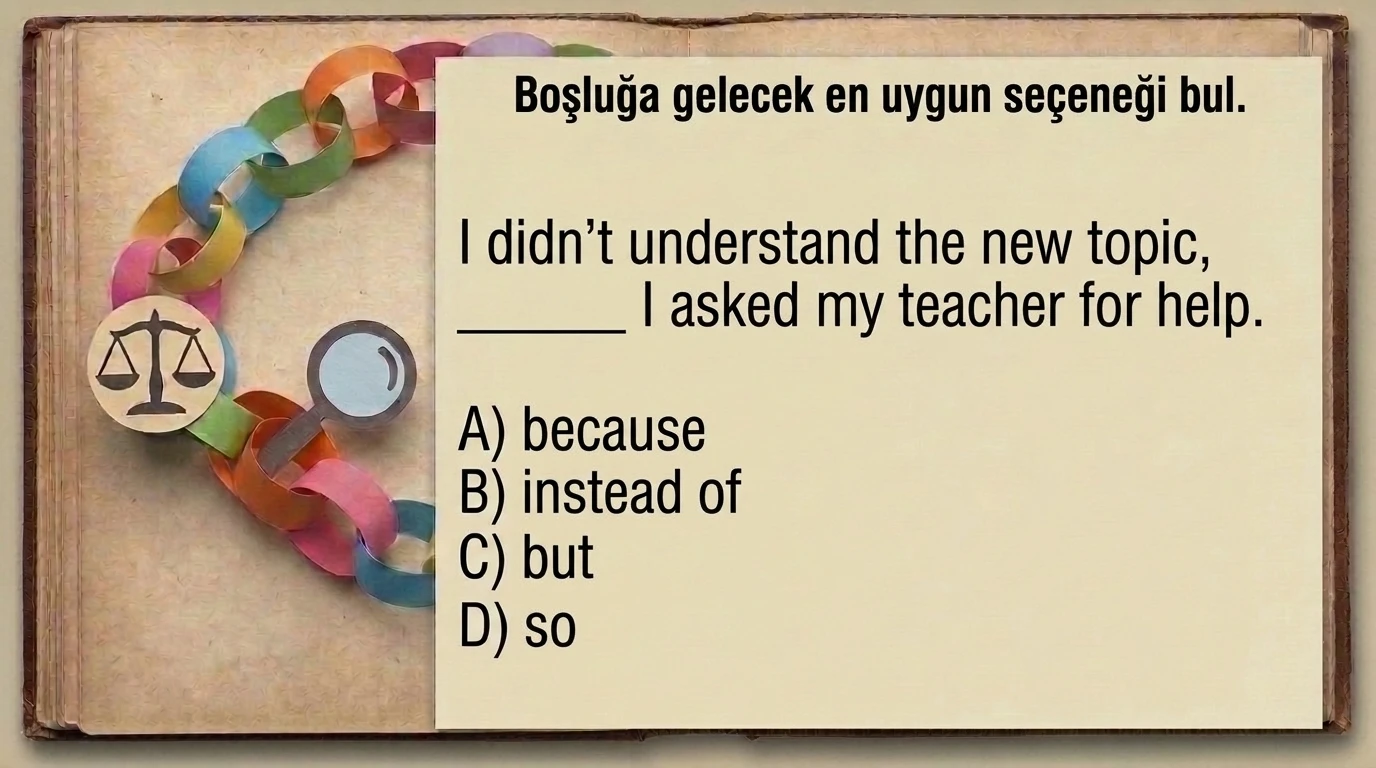 Boşluğa gelecek en uygun seçeneği bul.
I didn’t understand the new topic,
______ I asked my teacher for help.
A) because
B) instead of
C) but
D) so